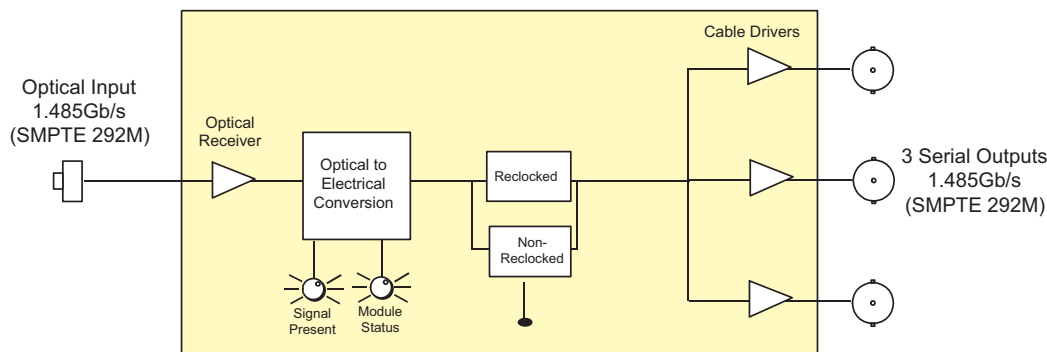 Cable Drivers
Optical Input
1.485Gb/s
(SMPTE 292M)
Optical
Receiver
Optical to
Electrical
Conversion
Reclocked
Non-
Reclocked
3 Serial Outputs
1.485Gb/s
(SMPTE 292M)
Signal
Present
Module
Status